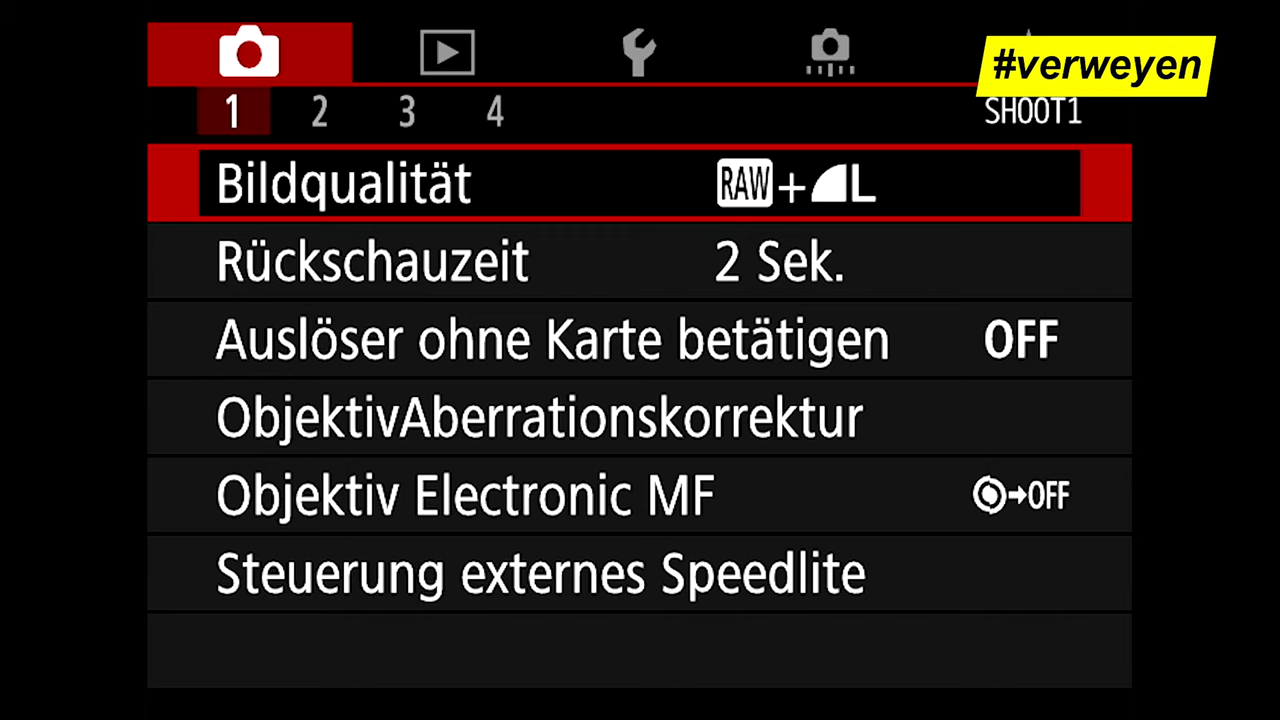 #verweyen
1 2 3 4 SHOOT1
Bildqualität RAW+L
Rückschauzeit 2 Sek.
Auslöser ohne Karte betätigen OFF
ObjektivAberrationskorrektur
Objektiv Electronic MF OFF
Steuerung externes Speedlite